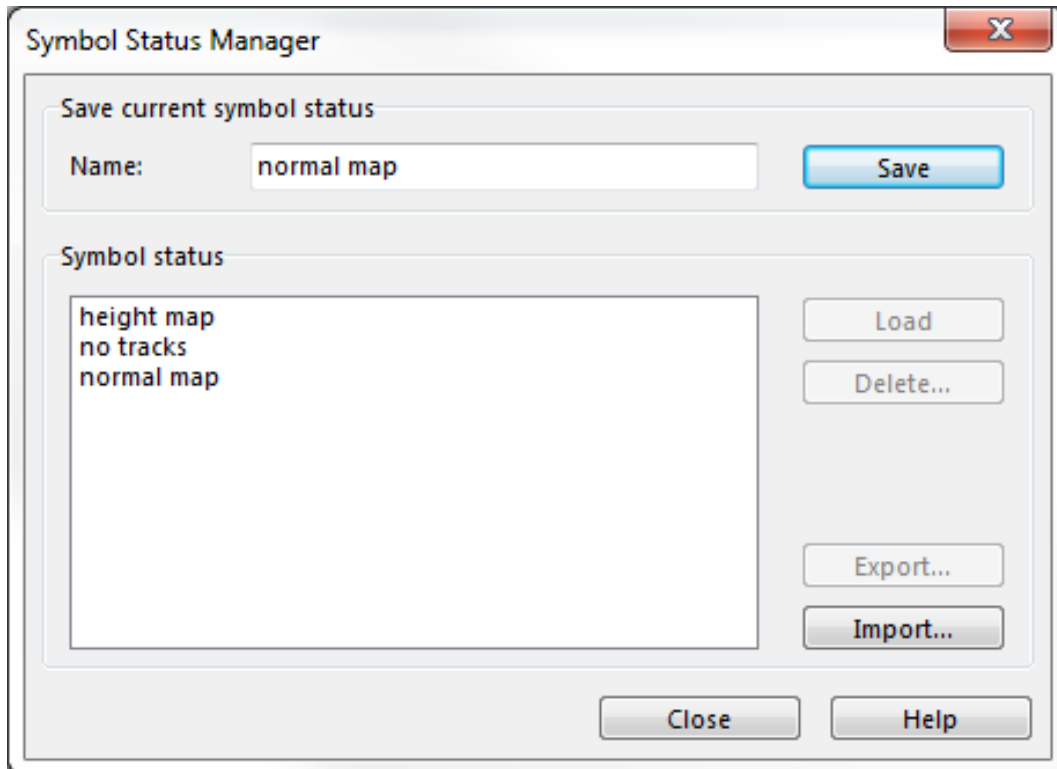 Symbol Status Manager
Save current symbol status
Name: normal map Save
Symbol status
height map
no tracks
normal map
Load
Delete...
Export...
Import...
Close Help